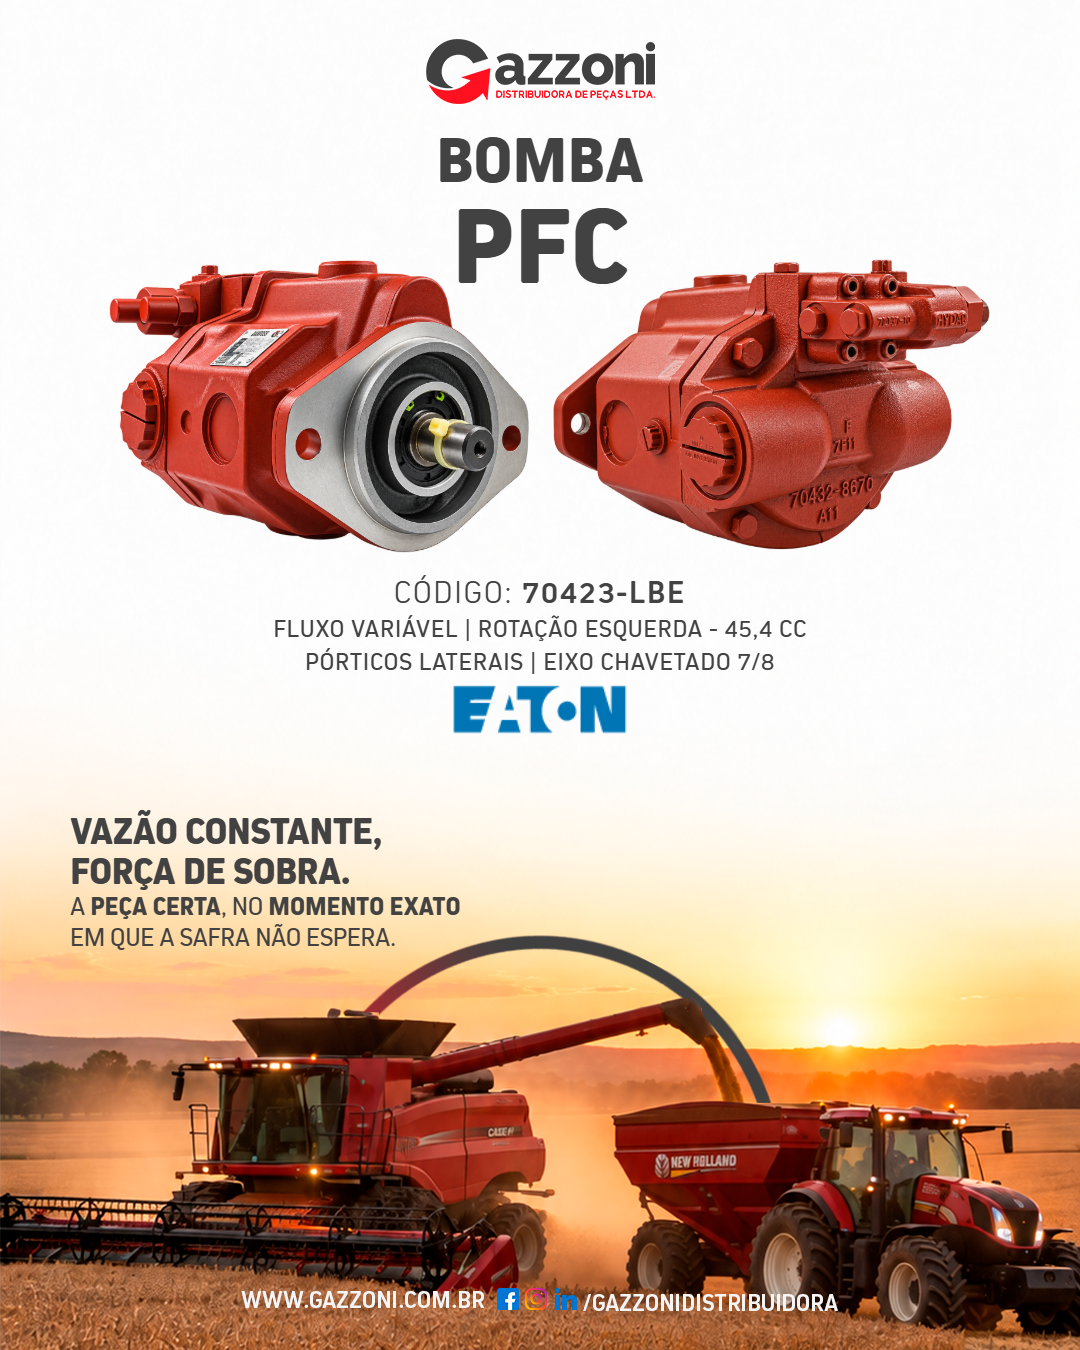 Gazzoni
DISTRIBUIDORA DE PEÇAS LTDA.
BOMBA
PFC
HYDAC
F
7F11
70432-8670
A11
CÓDIGO: 70423-LBE
FLUXO VARIÁVEL | ROTAÇÃO ESQUERDA - 45,4 CC
PÓRTICOS LATERAIS | EIXO CHAVETADO 7/8
EATON
VAZÃO CONSTANTE,
FORÇA DE SOBRA.
A PEÇA CERTA, NO MOMENTO EXATO
EM QUE A SAFRA NÃO ESPERA.
CASE IH
NEW HOLLAND
WWW.GAZZONI.COM.BR
/GAZZONIDISTRIBUIDORA